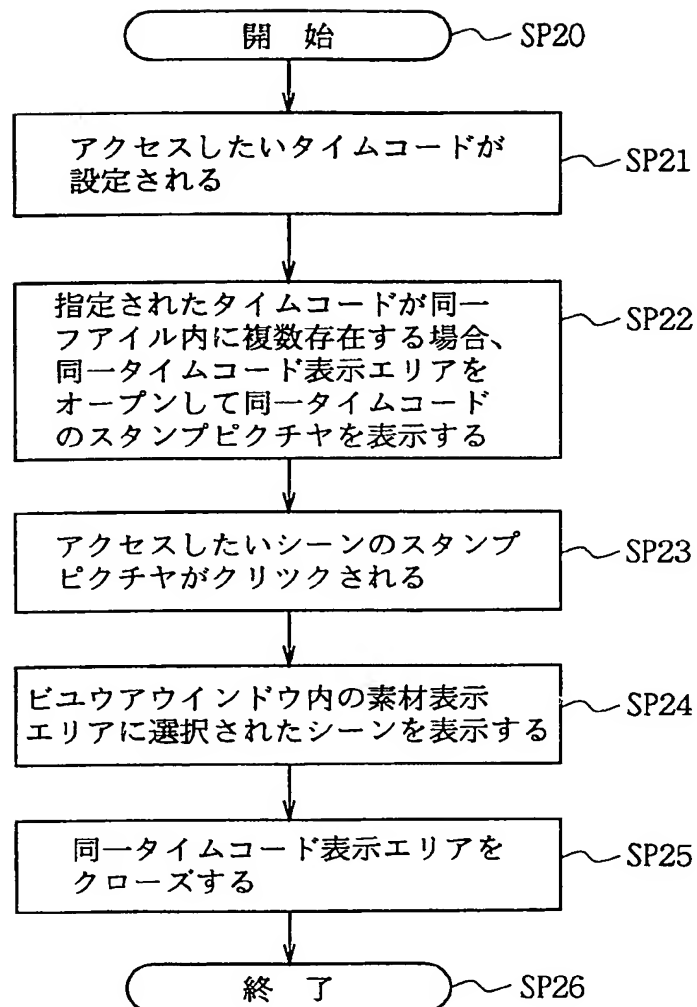 開 始 SP20
アクセスしたいタイムコードが
設定される
SP21
指定されたタイムコードが同一
フアイル内に複数存在する場合、
同一タイムコード表示エリアを
オープンして同一タイムコード
のスタンプピクチヤを表示する
SP22
アクセスしたいシーンのスタンプ
ピクチヤがクリックされる
SP23
ビユウアウインドウ内の素材表示
エリアに選択されたシーンを表示する
SP24
同一タイムコード表示エリアを
クローズする
SP25
終 了 SP26